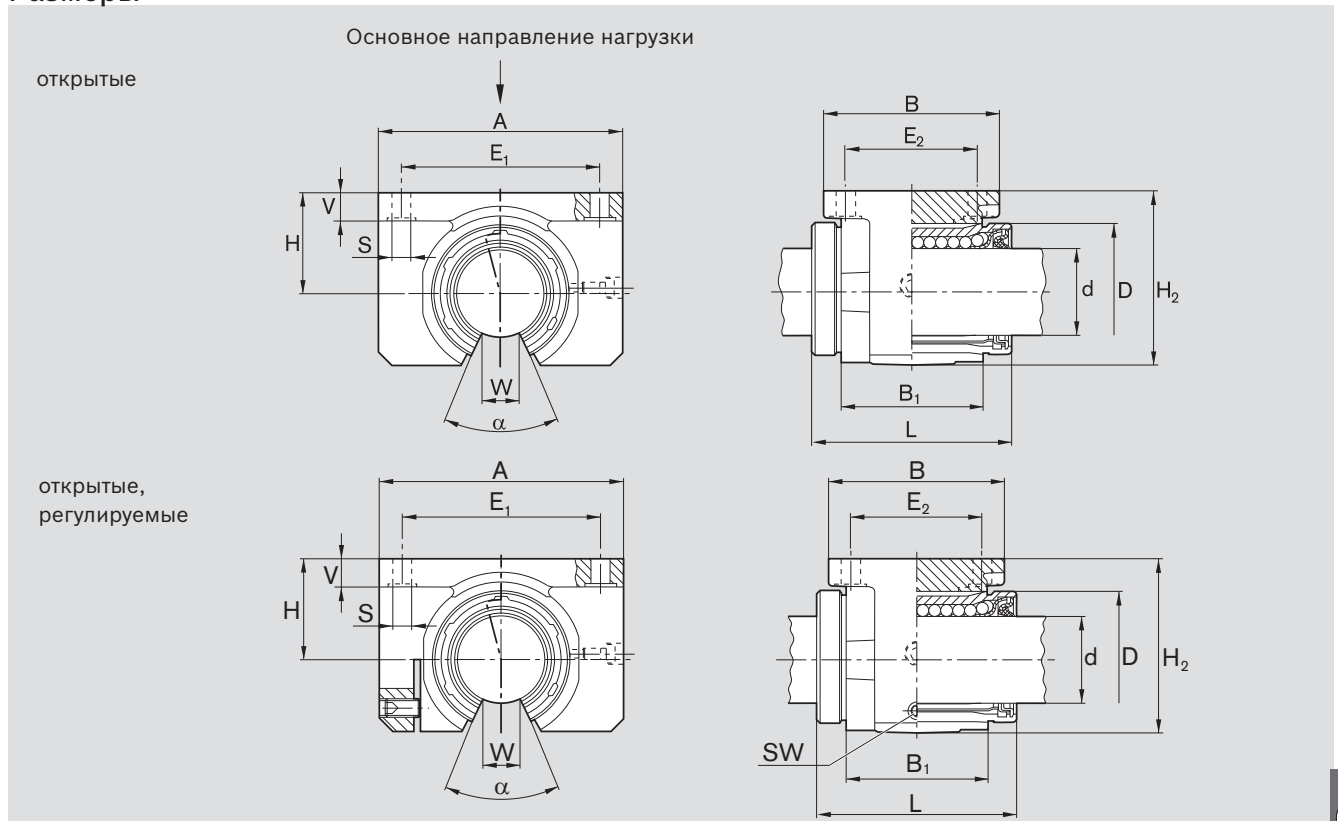 Основное направление нагрузки
открытые
A
E₁
V
H
S
W
α
B
E₂
d
D
H₂
B₁
L
открытые,
регулируемые
A
E₁
V
H
S
W
α
B
E₂
d
D
H₂
SW
B₁
L